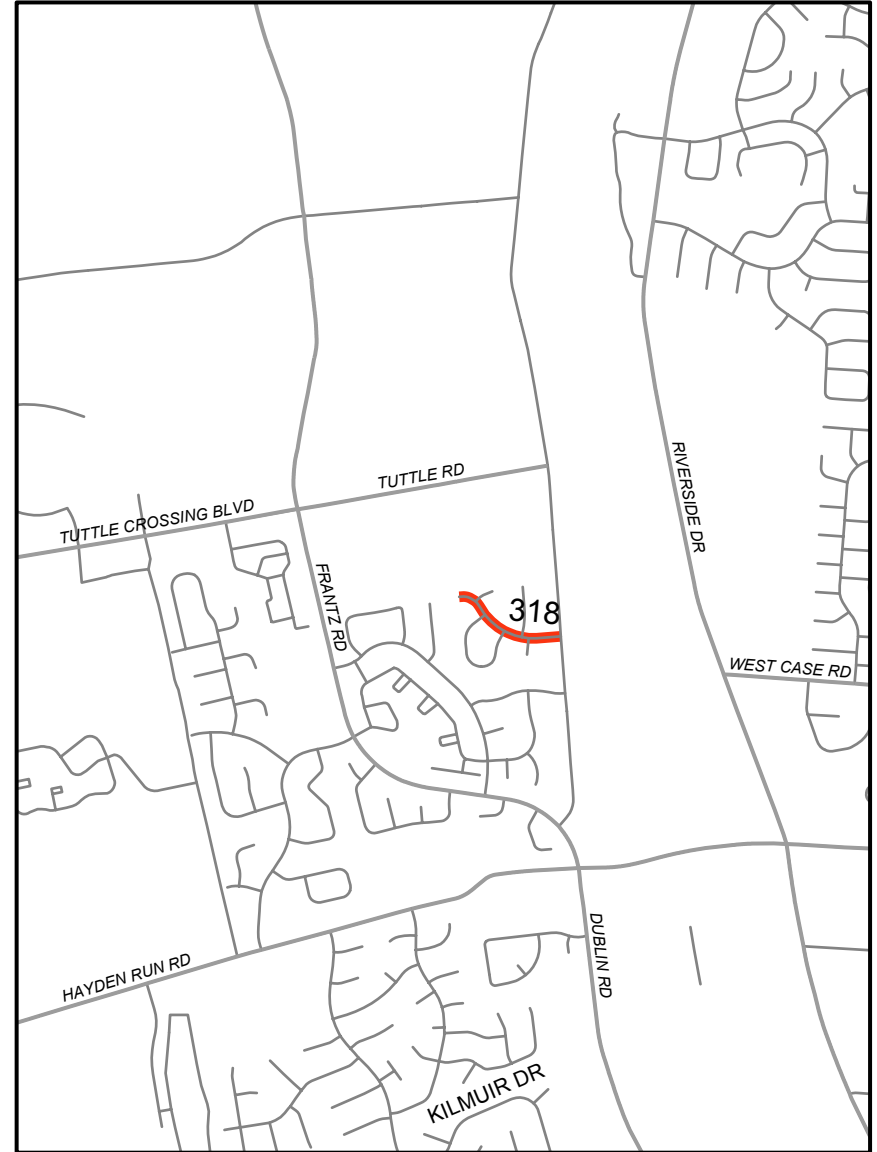 RIVERSIDE DR
TUTTLE RD
TUTTLE CROSSING BLVD
FRANTZ RD
318
WEST CASE RD
DUBLIN RD
HAYDEN RUN RD
KILMUIR DR